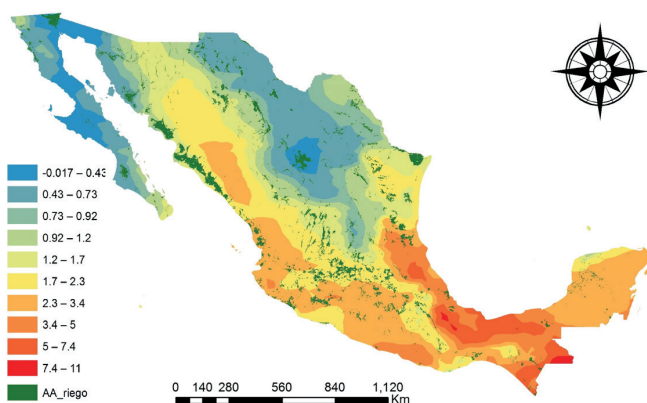 -0.017 – 0.43
0.43 – 0.73
0.73 – 0.92
0.92 – 1.2
1.2 – 1.7
1.7 – 2.3
2.3 – 3.4
3.4 – 5
5 – 7.4
7.4 – 11
AA_riego
0 140 280 560 840 1,120
Km